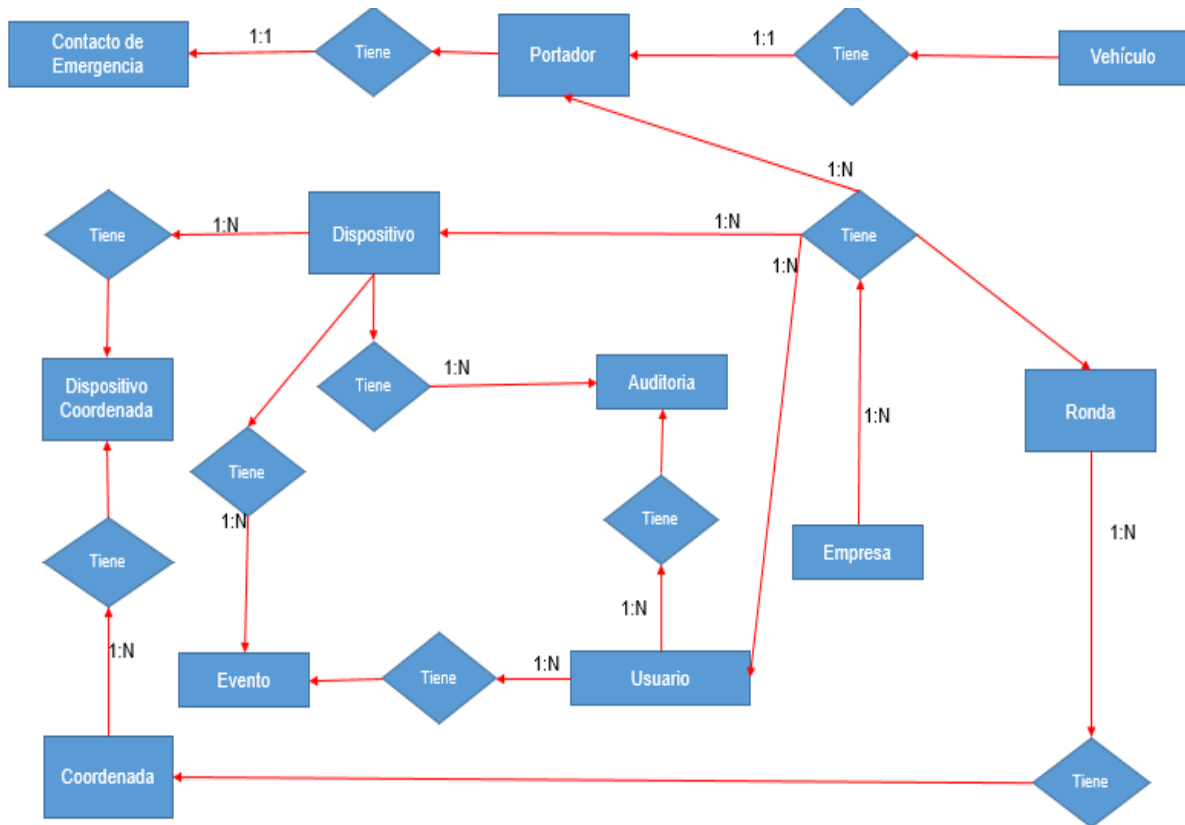 Contacto de
Emergencia
1:1
Tiene
Portador
1:1
Tiene
Vehículo
1:N
Tiene
1:N
Dispositivo
1:N
Tiene
1:N
Dispositivo
Coordenada
Tiene
1:N
Auditoria
Ronda
1:N
Tiene
1:N
Tiene
Empresa
1:N
Tiene
1:N
1:N
Evento
Tiene
1:N
Usuario
Coordenada
Tiene